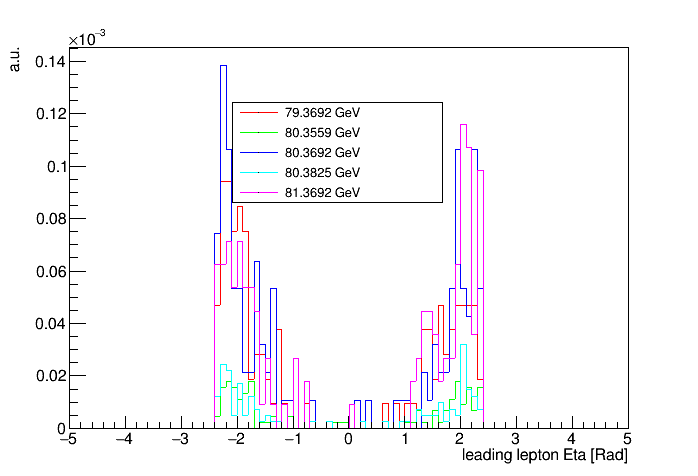 ×10⁻³
a.u.
0.14
0.12
0.1
0.08
0.06
0.04
0.02
0
79.3692 GeV
80.3559 GeV
80.3692 GeV
80.3825 GeV
81.3692 GeV
−5 −4 −3 −2 −1 0 1 2 3 4 5
leading lepton Eta [Rad]